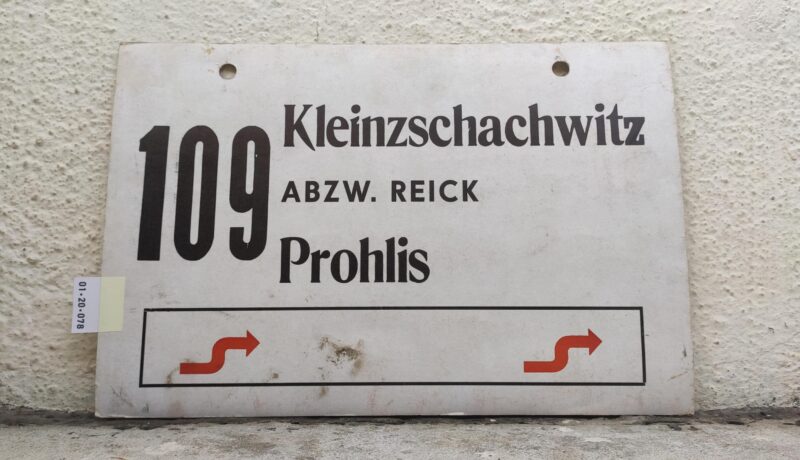 109
Kleinzschachwitz
ABZW. REICK
Prohlis
01-20-078